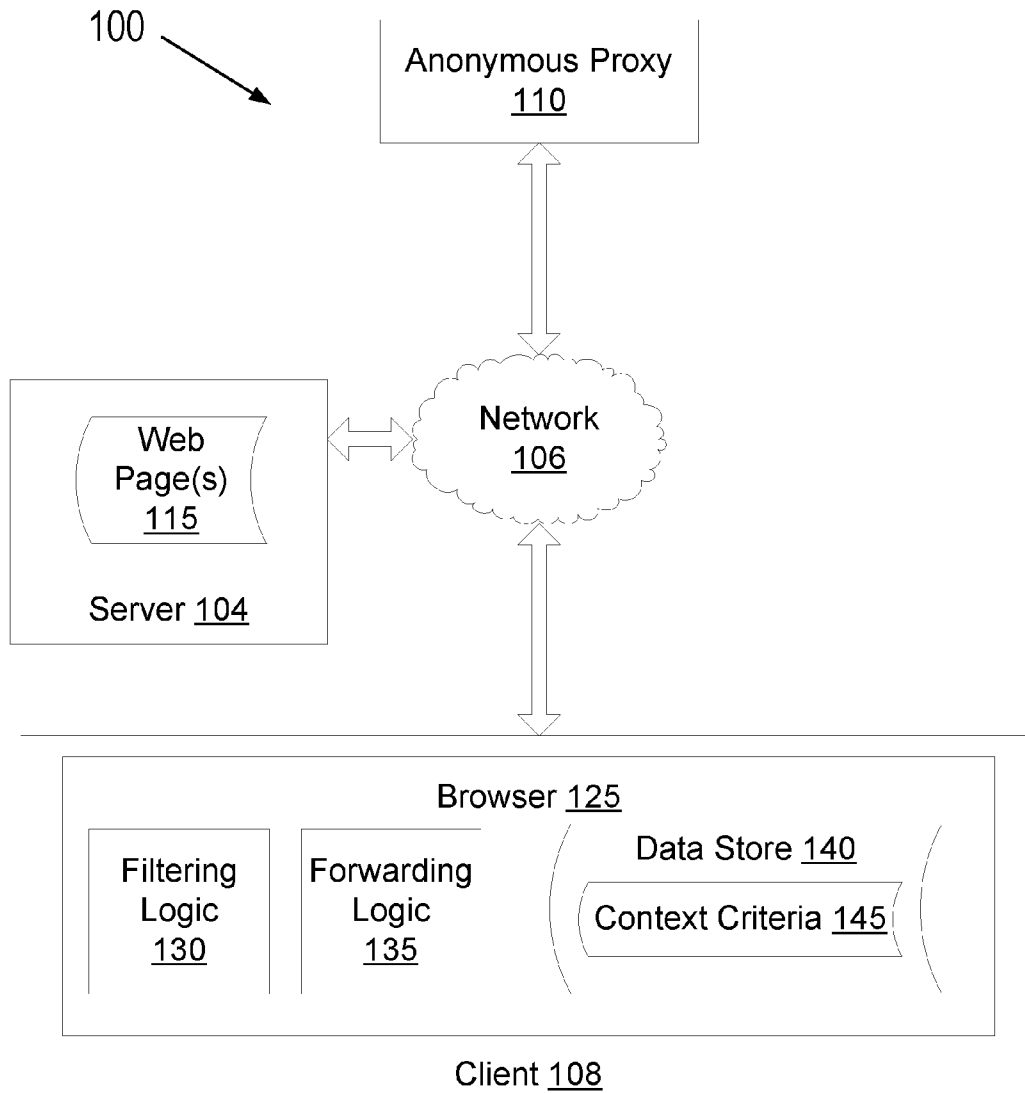 100
Anonymous Proxy
110
Network
106
Web
Page(s)
115
Server 104
Browser 125
Filtering
Logic
130
Forwarding
Logic
135
Data Store 140
Context Criteria 145
Client 108